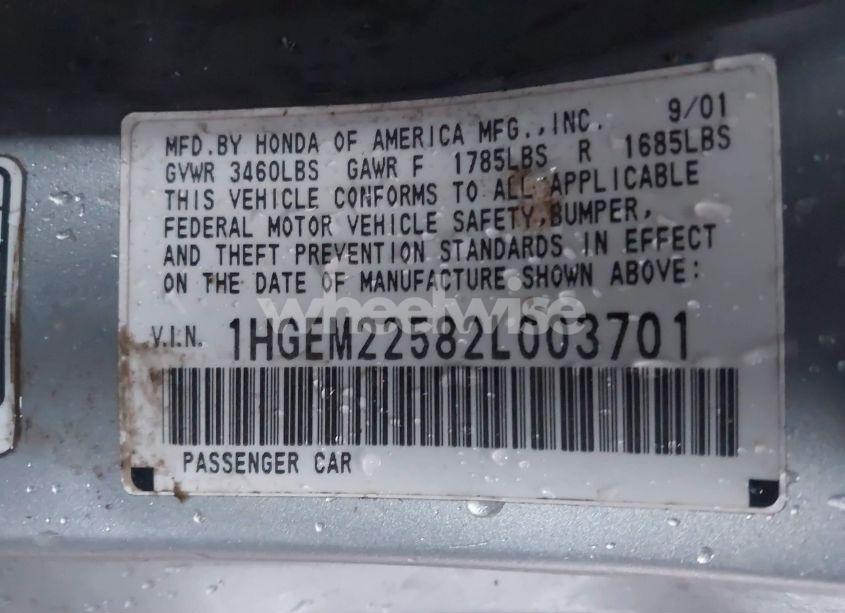 MFD.BY HONDA OF AMERICA MFG.,INC. 9/01
GVWR 3460LBS GAWR F 1785LBS R 1685LBS
THIS VEHICLE CONFORMS TO ALL APPLICABLE
FEDERAL MOTOR VEHICLE SAFETY,BUMPER,
AND THEFT PREVENTION STANDARDS IN EFFECT
ON THE DATE OF MANUFACTURE SHOWN ABOVE:
wheelwise
V.I.N. 1HGEM22582L003701
PASSENGER CAR